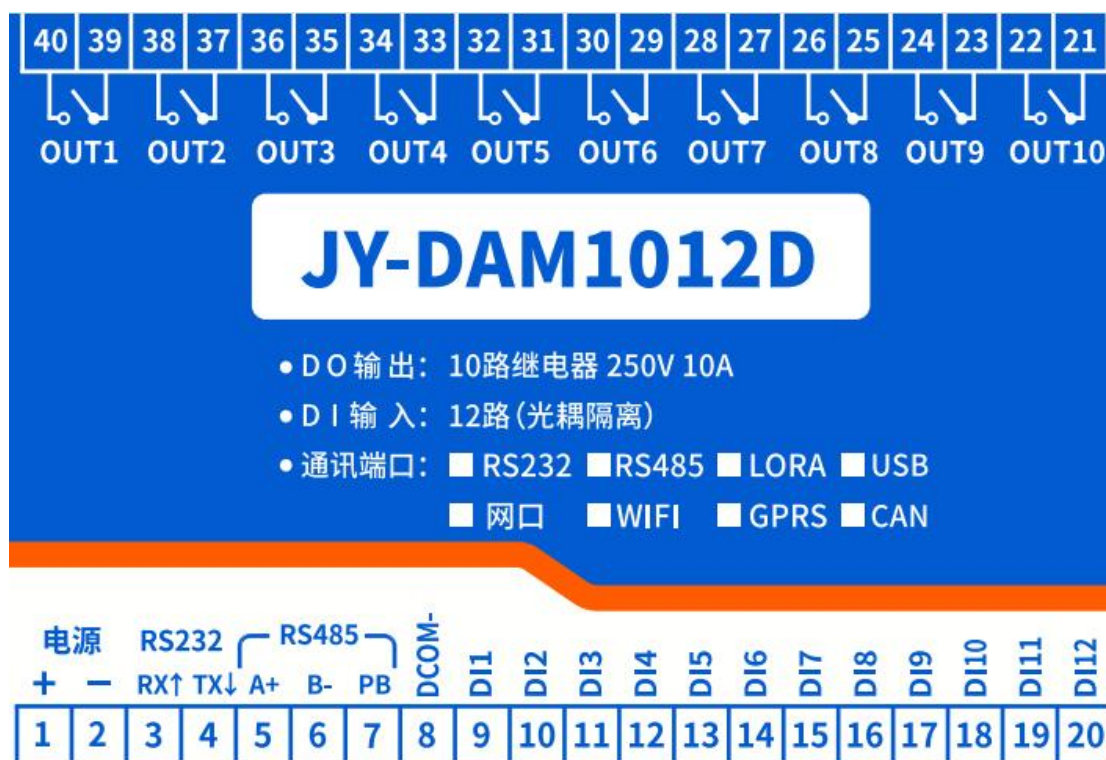 40 39 38 37 36 35 34 33 32 31 30 29 28 27 26 25 24 23 22 21
OUT1 OUT2 OUT3 OUT4 OUT5 OUT6 OUT7 OUT8 OUT9 OUT10
JY-DAM1012D
● DO输出：10路继电器 250V 10A
● DI输入：12路（光耦隔离）
● 通讯端口：■ RS232 ■RS485 ■LORA ■USB
■ 网口 ■WIFI ■GPRS ■CAN
电源 RS232 RS485 DCOM- DI1 DI2 DI3 DI4 DI5 DI6 DI7 DI8 DI9 DI10 DI11 DI12
+ − RX↑ TX↓ A+ B- PB
1 2 3 4 5 6 7 8 9 10 11 12 13 14 15 16 17 18 19 20